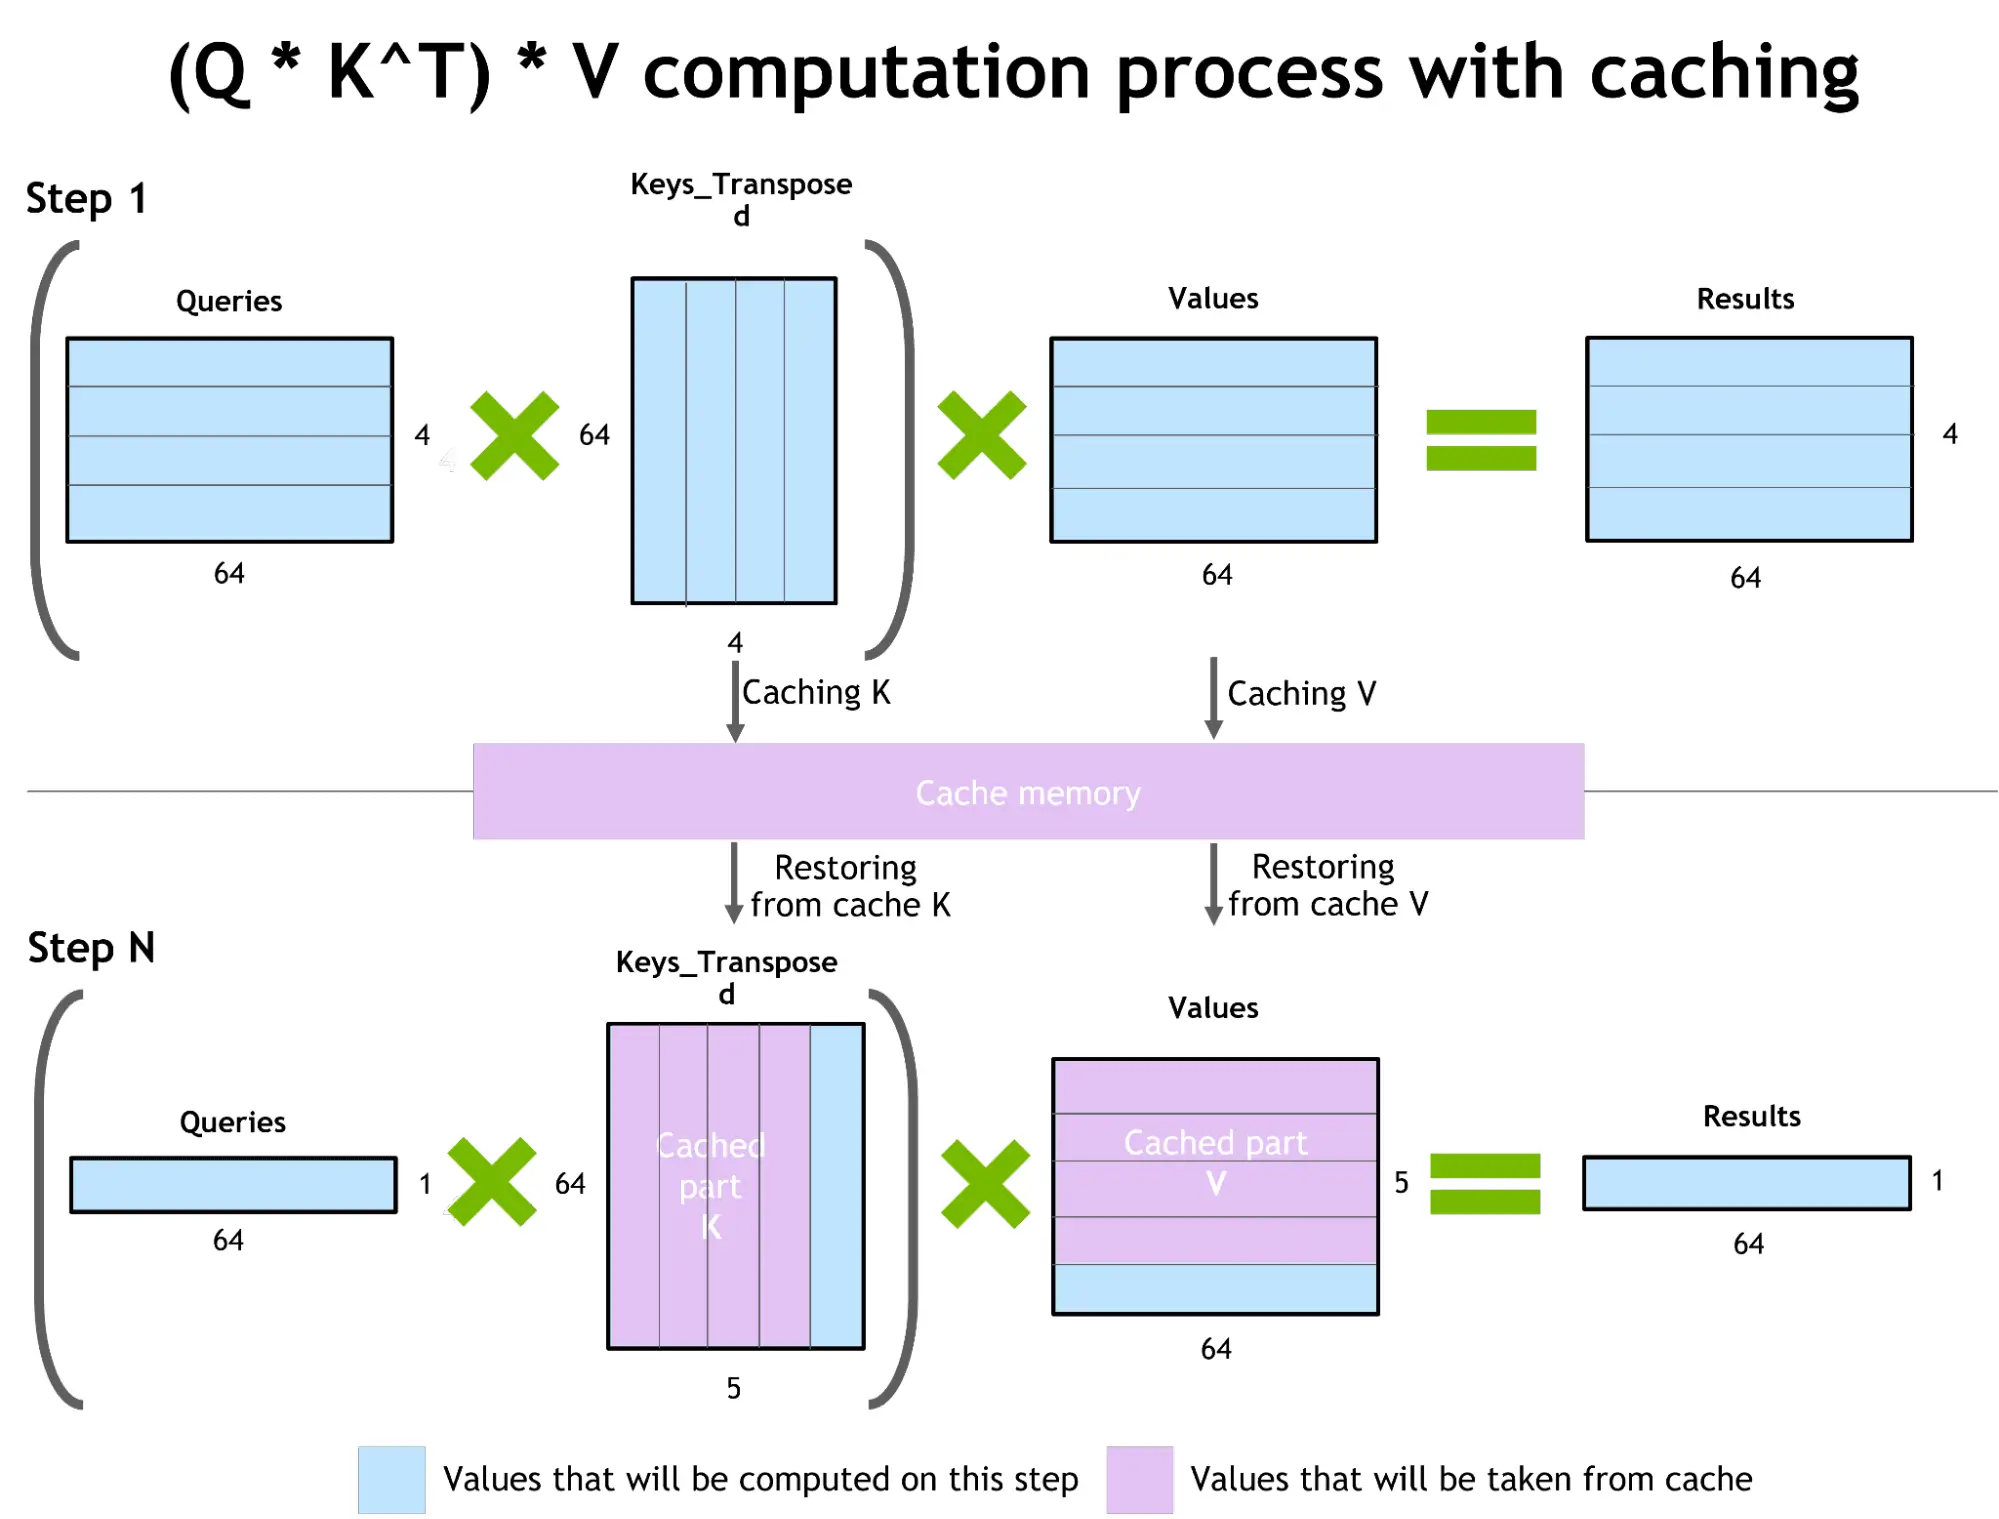 (Q * K^T) * V computation process with caching
Step 1
Keys_Transpose
d
Queries
Values
Results
4
4
64
4
64
64
64
4
Caching K
Caching V
Cache memory
Restoring
from cache K
Restoring
from cache V
Step N
Keys_Transpose
d
Values
Queries
Results
Cached
part
K
Cached part
V
1
64
5
1
64
64
64
5
Values that will be computed on this step
Values that will be taken from cache